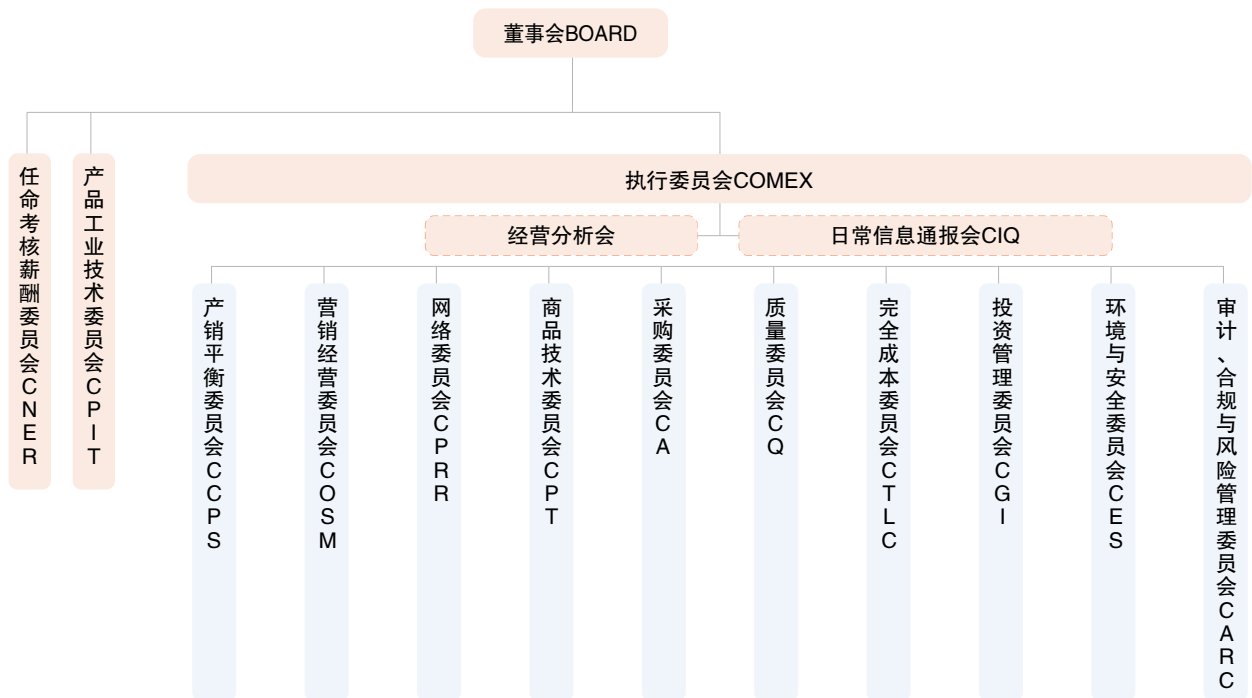 董事会BOARD
任命考核薪酬委员会CNER
产品工业技术委员会CPIT
执行委员会COMEX
经营分析会
日常信息通报会CIQ
产销平衡委员会CCPS
营销经营委员会COSM
网络委员会CPRR
商品技术委员会CPT
采购委员会CA
质量委员会CQ
完全成本委员会CTLC
投资管理委员会CGI
环境与安全委员会CES
审计、合规与风险管理委员会CARC